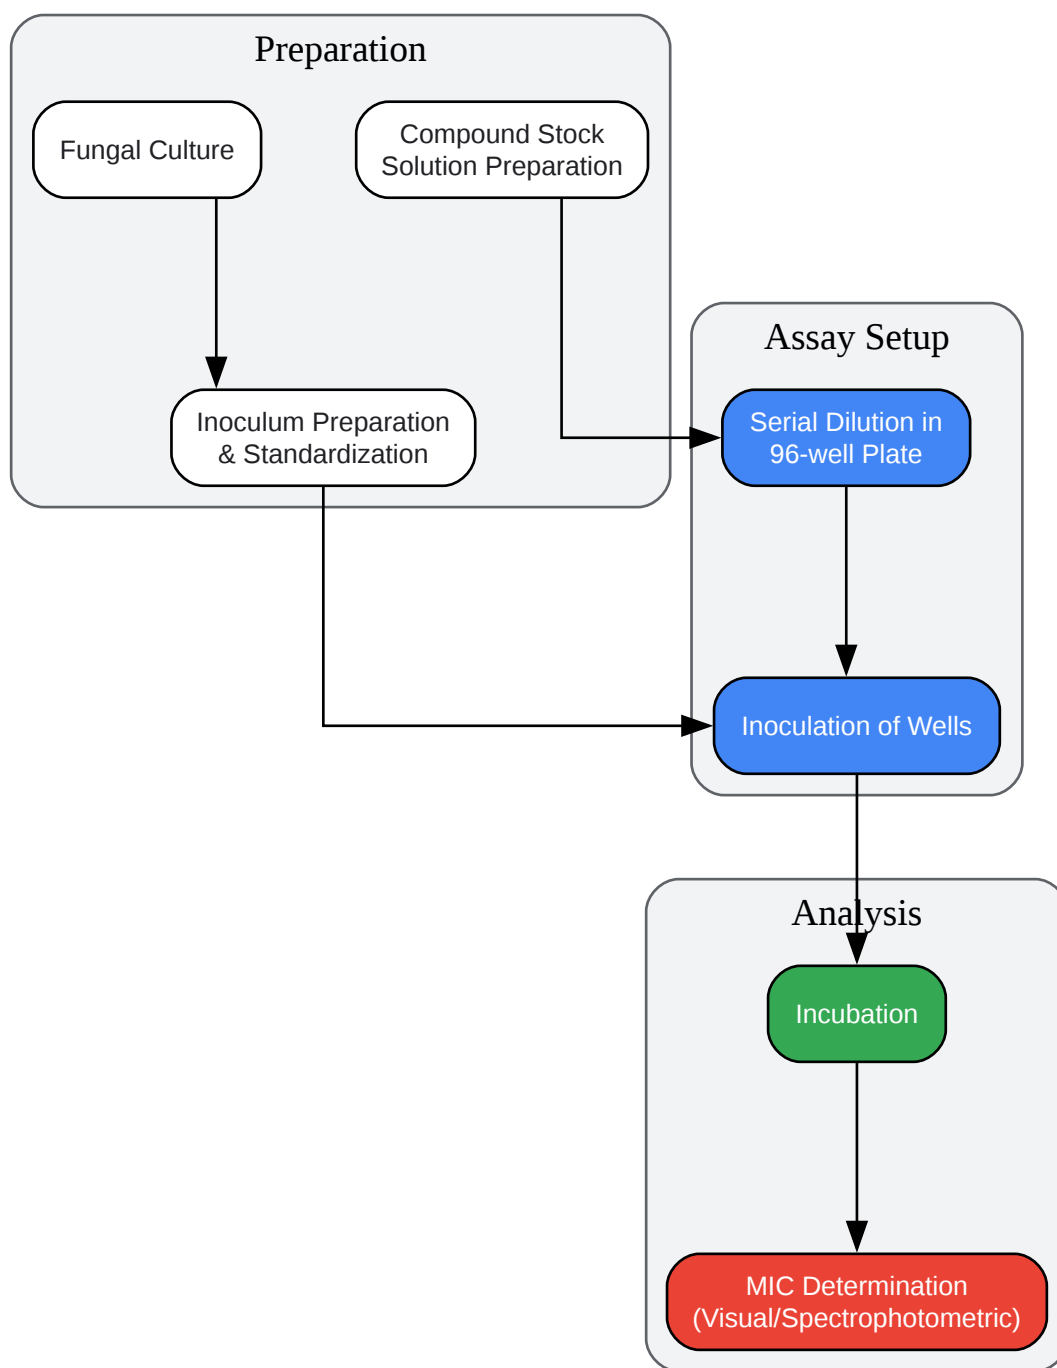 Preparation
Fungal Culture
Compound Stock
Solution Preparation
Inoculum Preparation
& Standardization
Assay Setup
Serial Dilution in
96-well Plate
Inoculation of Wells
Analysis
Incubation
MIC Determination
(Visual/Spectrophotometric)